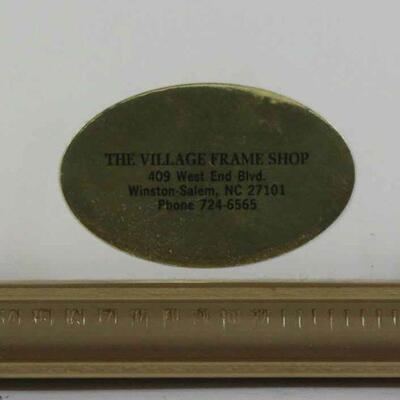 THE VILLAGE FRAME SHOP
409 West End Blvd.
Winston-Salem, NC 27101
Phone 724-6565